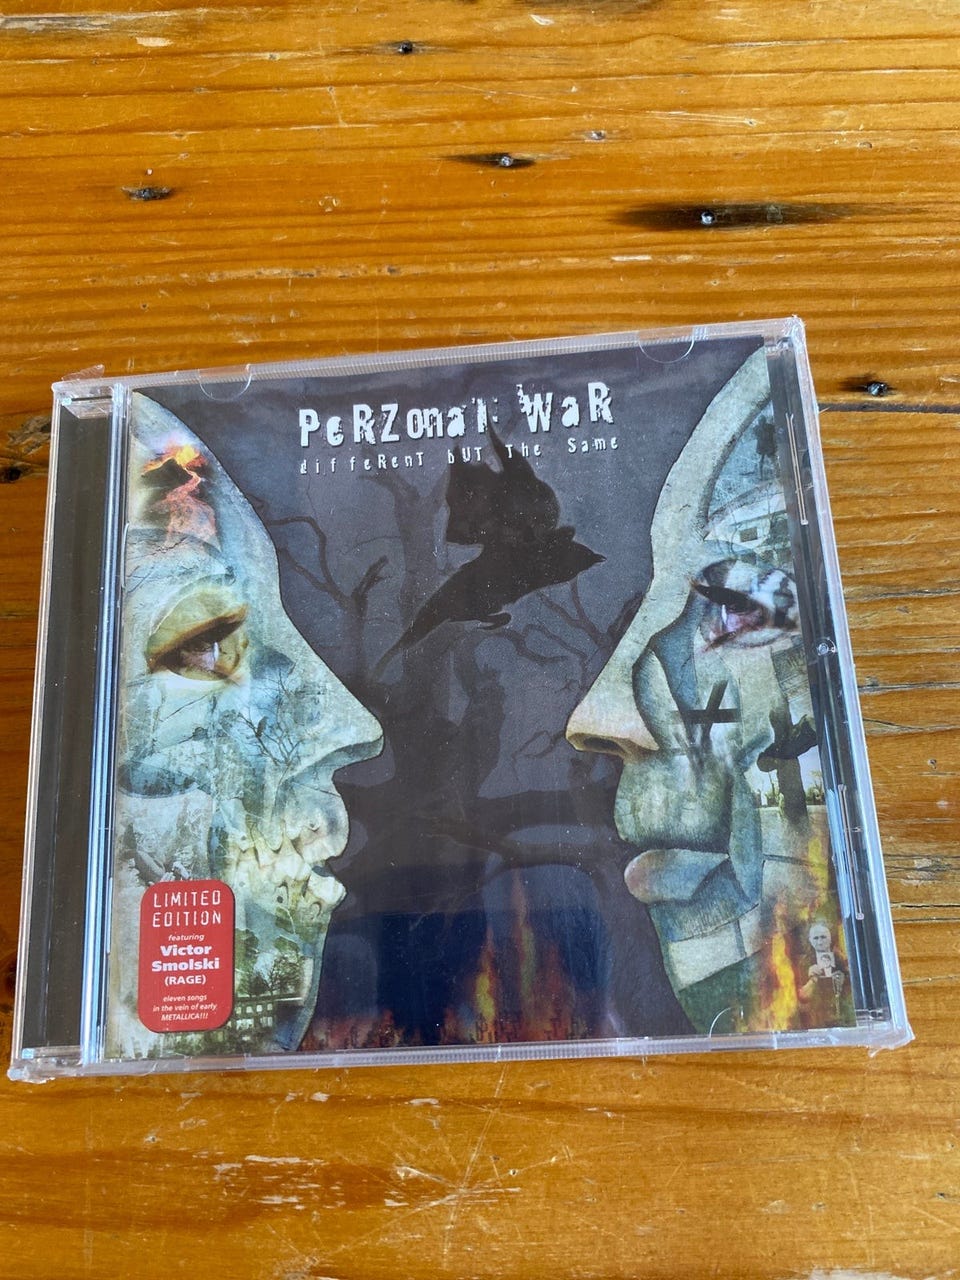 PeRZonaL WaR
diffeRenT bUT The Same
LIMITED
EDITION
featuring
Victor
Smolski
(RAGE)
eleven songs
in the vein of early
METALLICA!!!